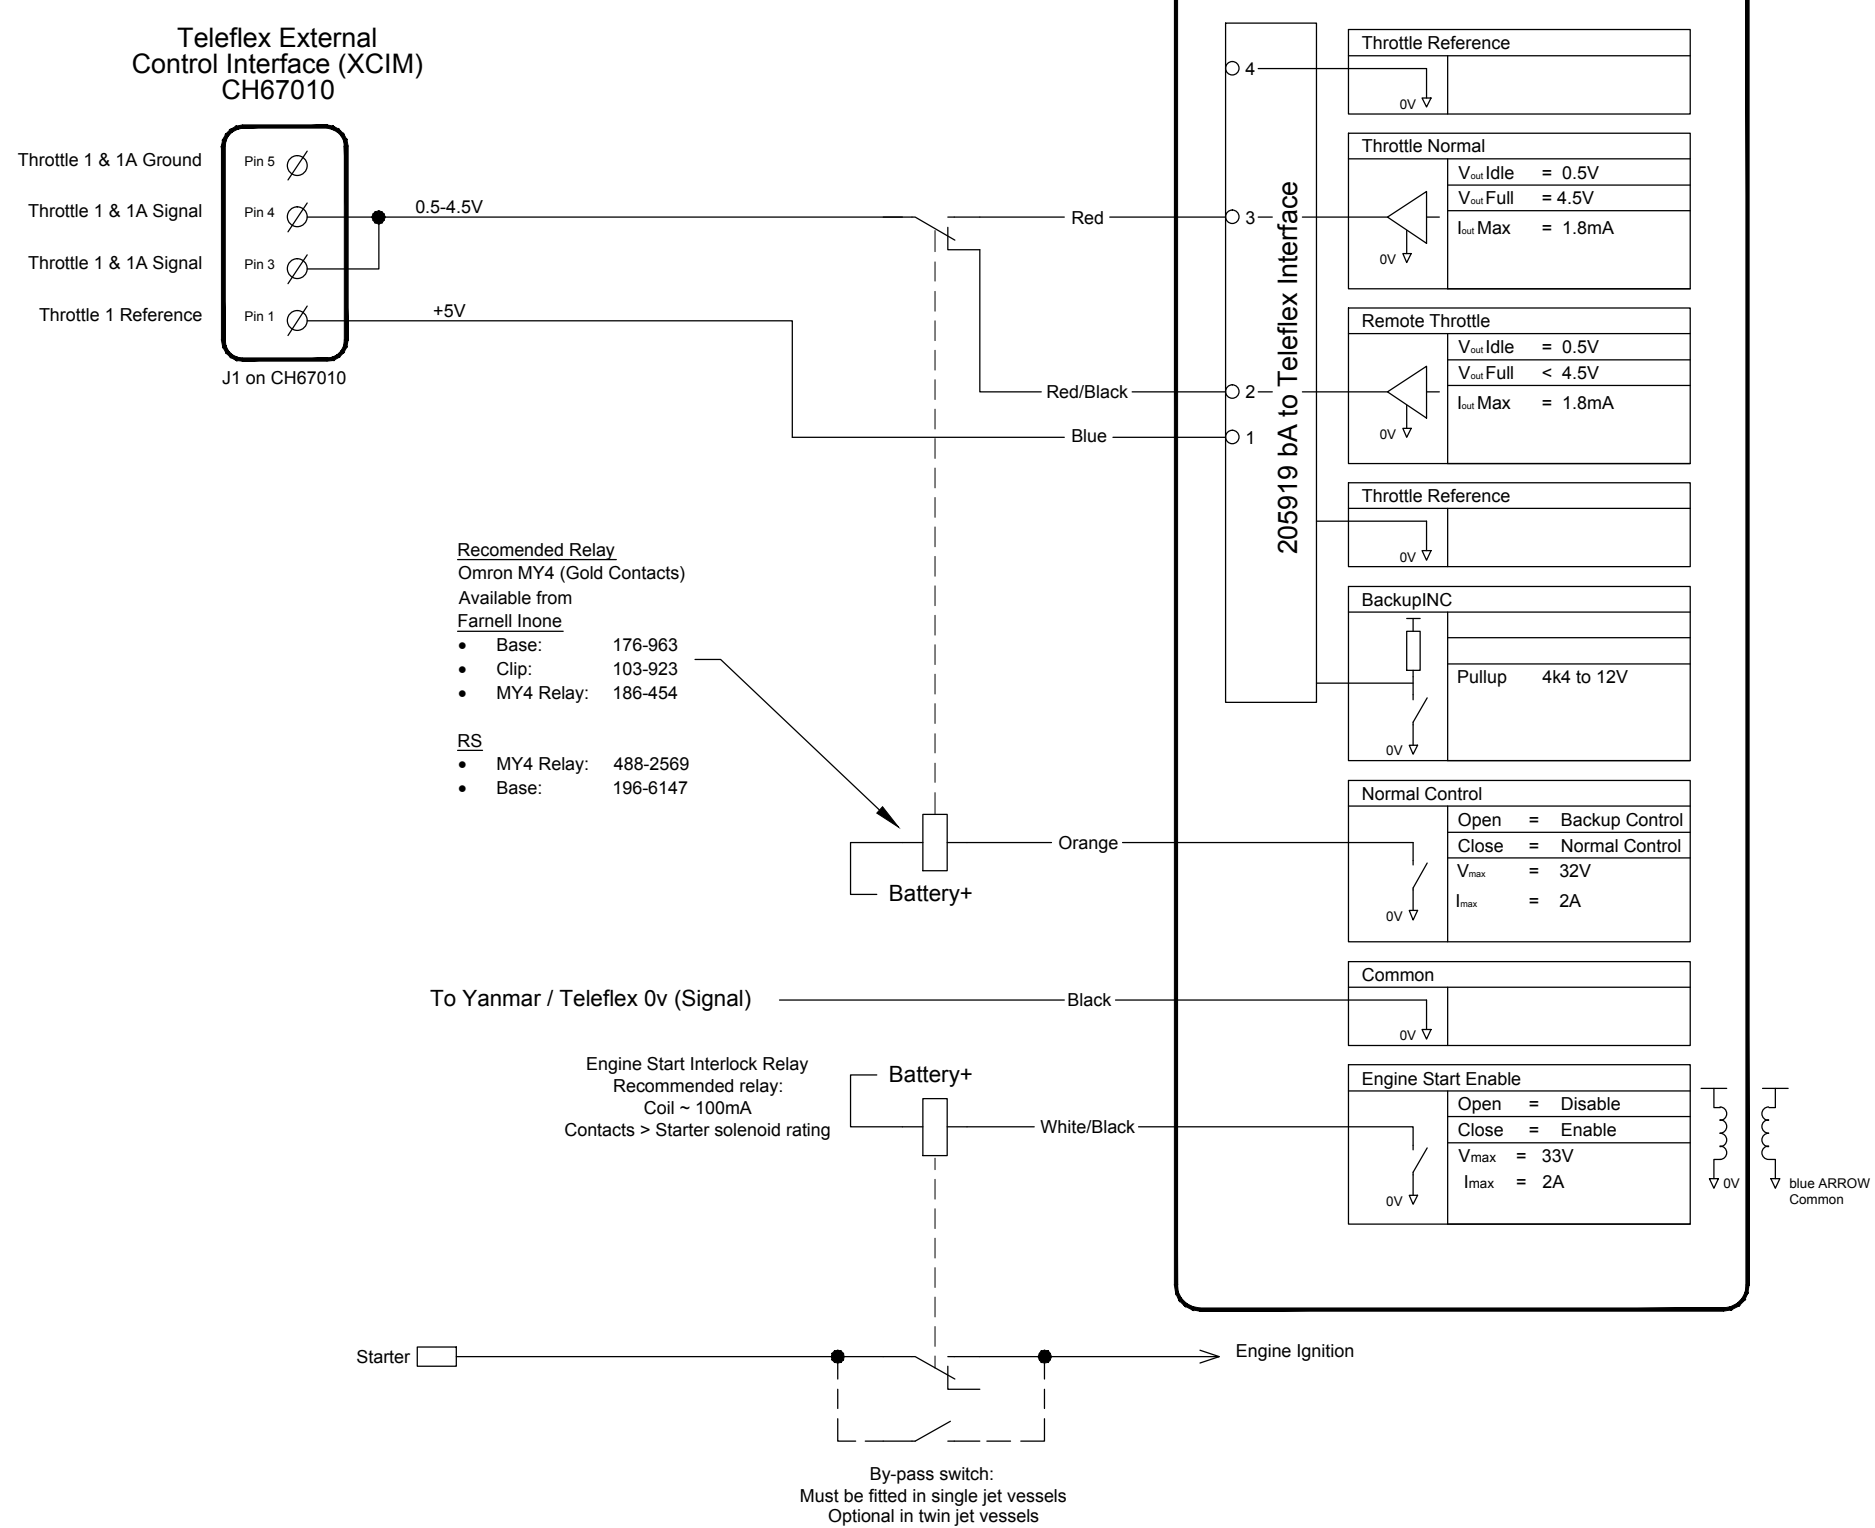 Teleflex External
Control Interface (XCIM)
CH67010
Throttle 1 & 1A Ground
Pin 5
Throttle 1 & 1A Signal
Pin 4
0.5-4.5V
Throttle 1 & 1A Signal
Pin 3
Throttle 1 Reference
Pin 1
+5V
J1 on CH67010
Red
Red/Black
Blue
4
3
2
1
205919 bA to Teleflex Interface
Throttle Reference
0V
Throttle Normal
Vout Idle = 0.5V
Vout Full = 4.5V
Iout Max = 1.8mA
0V
Remote Throttle
Vout Idle = 0.5V
Vout Full < 4.5V
Iout Max = 1.8mA
0V
Throttle Reference
0V
BackupINC
Pullup 4k4 to 12V
0V
Recomended Relay
Omron MY4 (Gold Contacts)
Available from
Farnell Inone
• Base: 176-963
• Clip: 103-923
• MY4 Relay: 186-454
RS
• MY4 Relay: 488-2569
• Base: 196-6147
Orange
Battery+
Normal Control
Open = Backup Control
Close = Normal Control
Vmax = 32V
Imax = 2A
0V
To Yanmar / Teleflex 0v (Signal)
Black
Common
0V
Engine Start Interlock Relay
Recommended relay:
Coil ~ 100mA
Contacts > Starter solenoid rating
Battery+
White/Black
Engine Start Enable
Open = Disable
Close = Enable
Vmax = 33V
Imax = 2A
0V
0V
blue ARROW
Common
Starter
Engine Ignition
By-pass switch:
Must be fitted in single jet vessels
Optional in twin jet vessels